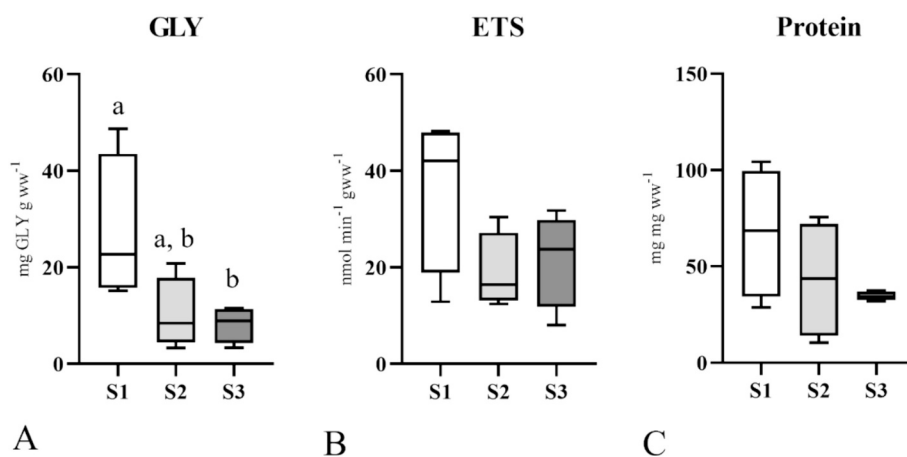 GLY
60
40
20
0
mg GLY g ww⁻¹
a
a, b
b
S1 S2 S3
A
ETS
60
40
20
0
nmol min⁻¹ gww⁻¹
S1 S2 S3
B
Protein
150
100
50
0
mg mg ww⁻¹
S1 S2 S3
C